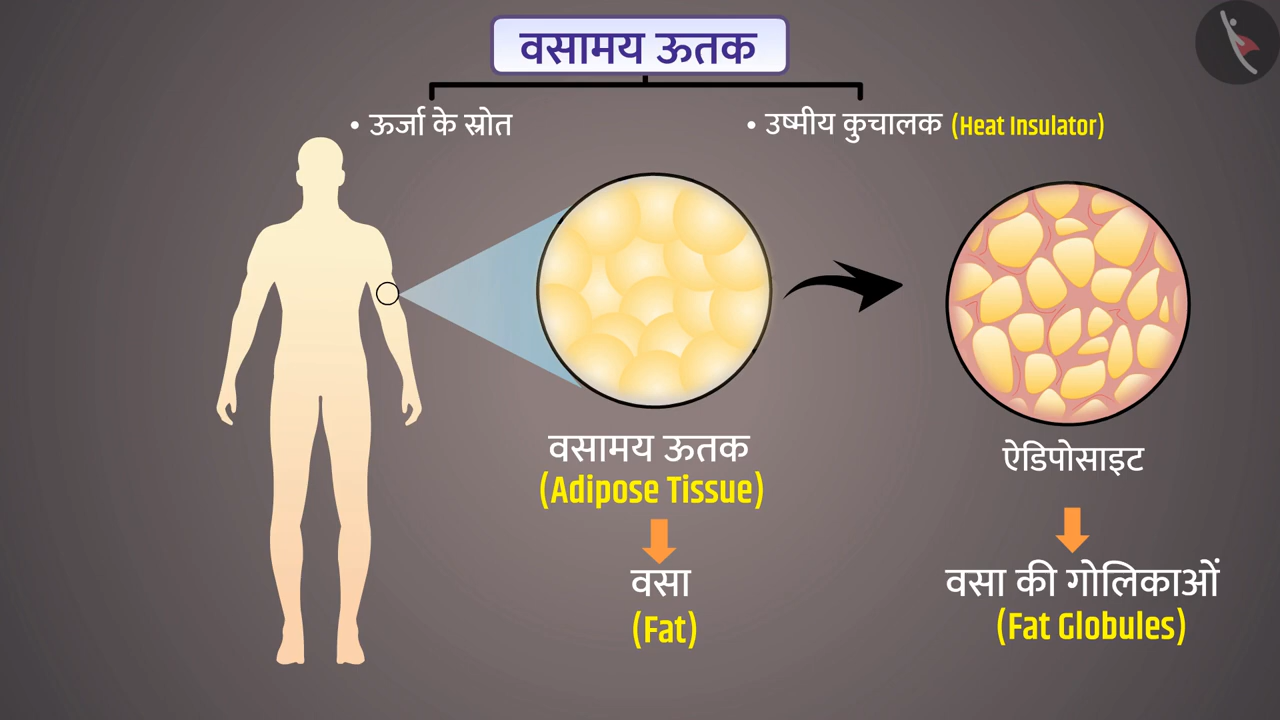 वसामय ऊतक
• ऊर्जा के स्रोत
• उष्मीय कुचालक (Heat Insulator)
वसामय ऊतक
(Adipose Tissue)
वसा
(Fat)
ऐडिपोसाइट
वसा की गोलिकाओं
(Fat Globules)